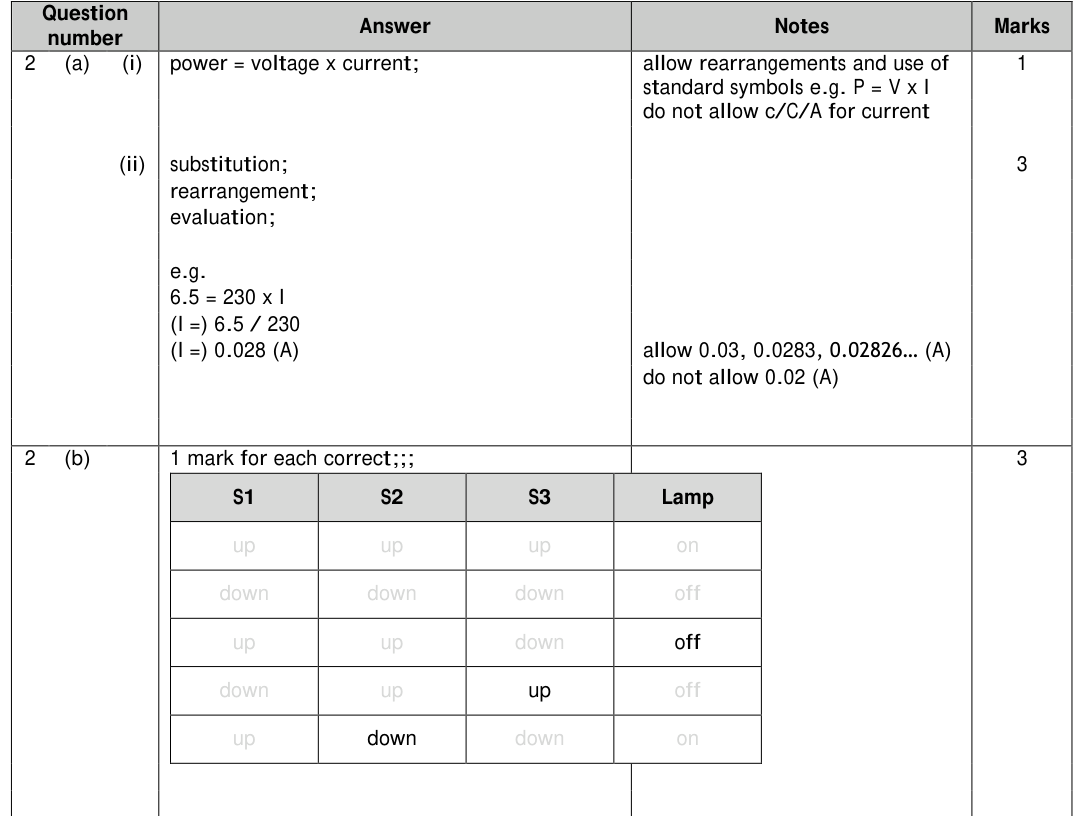 Question number Answer Notes Marks
2 (a) (i) power = voltage x current; allow rearrangements and use of 1
standard symbols e.g. P = V x I
do not allow c/C/A for current
(ii) substitution; 3
rearrangement;
evaluation;
e.g.
6.5 = 230 x I
(I =) 6.5 / 230
(I =) 0.028 (A) allow 0.03, 0.0283, 0.02826... (A)
do not allow 0.02 (A)
2 (b) 1 mark for each correct;;; 3
S1 S2 S3 Lamp
up up up on
down down down off
up up down off
down up up off
up down down on